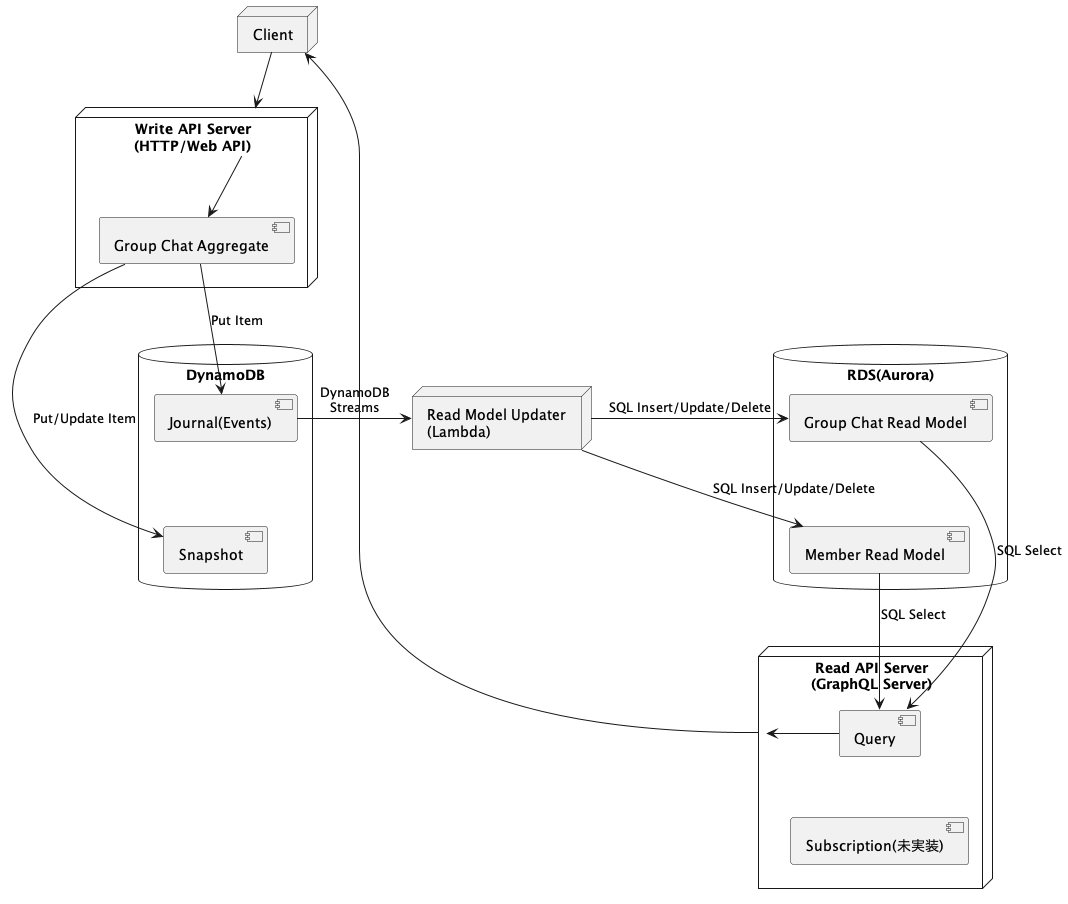 Client
Write API Server
(HTTP/Web API)
Group Chat Aggregate
Put Item
DynamoDB
Journal(Events)
Put/Update Item
Snapshot
DynamoDB
Streams
Read Model Updater
(Lambda)
SQL Insert/Update/Delete
SQL Insert/Update/Delete
RDS(Aurora)
Group Chat Read Model
Member Read Model
SQL Select
SQL Select
Read API Server
(GraphQL Server)
Query
Subscription(未実装)